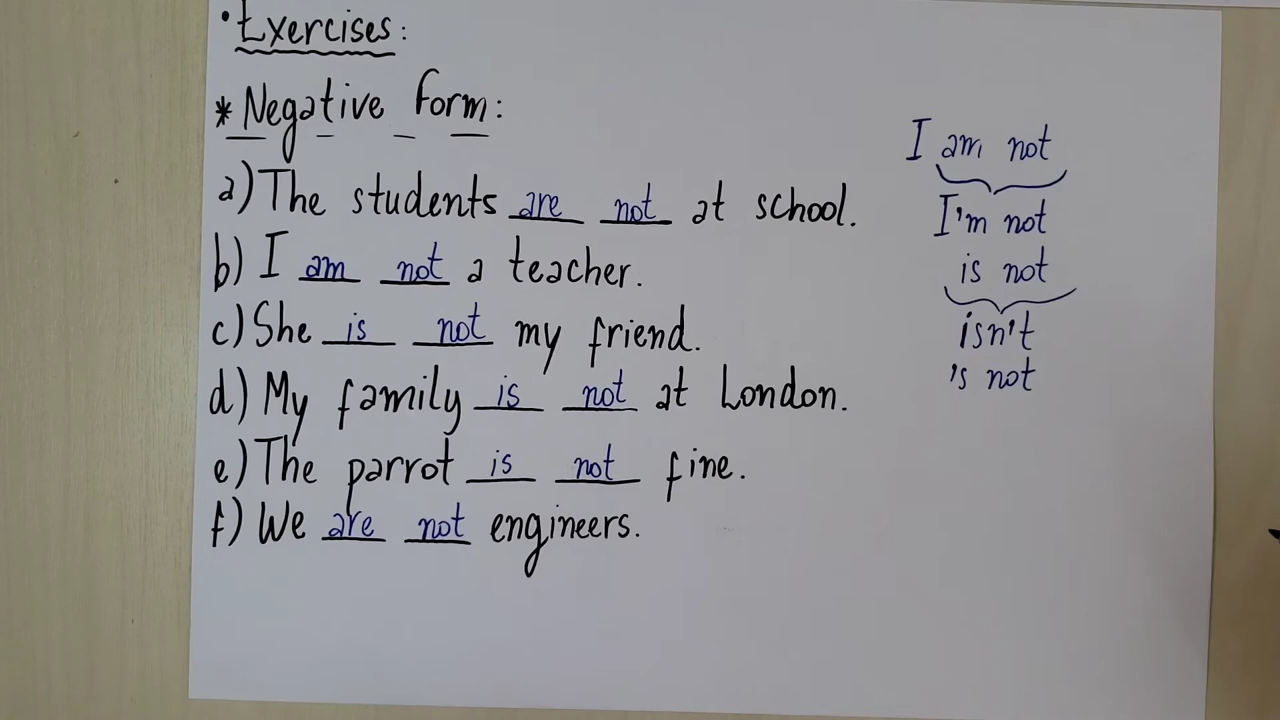 • Exercises:
* Negative form:
a) The students are not at school.
b) I am not a teacher.
c) She is not my friend.
d) My family is not at London.
e) The parrot is not fine.
f) We are not engineers.
I am not
I'm not
is not
isn't
's not